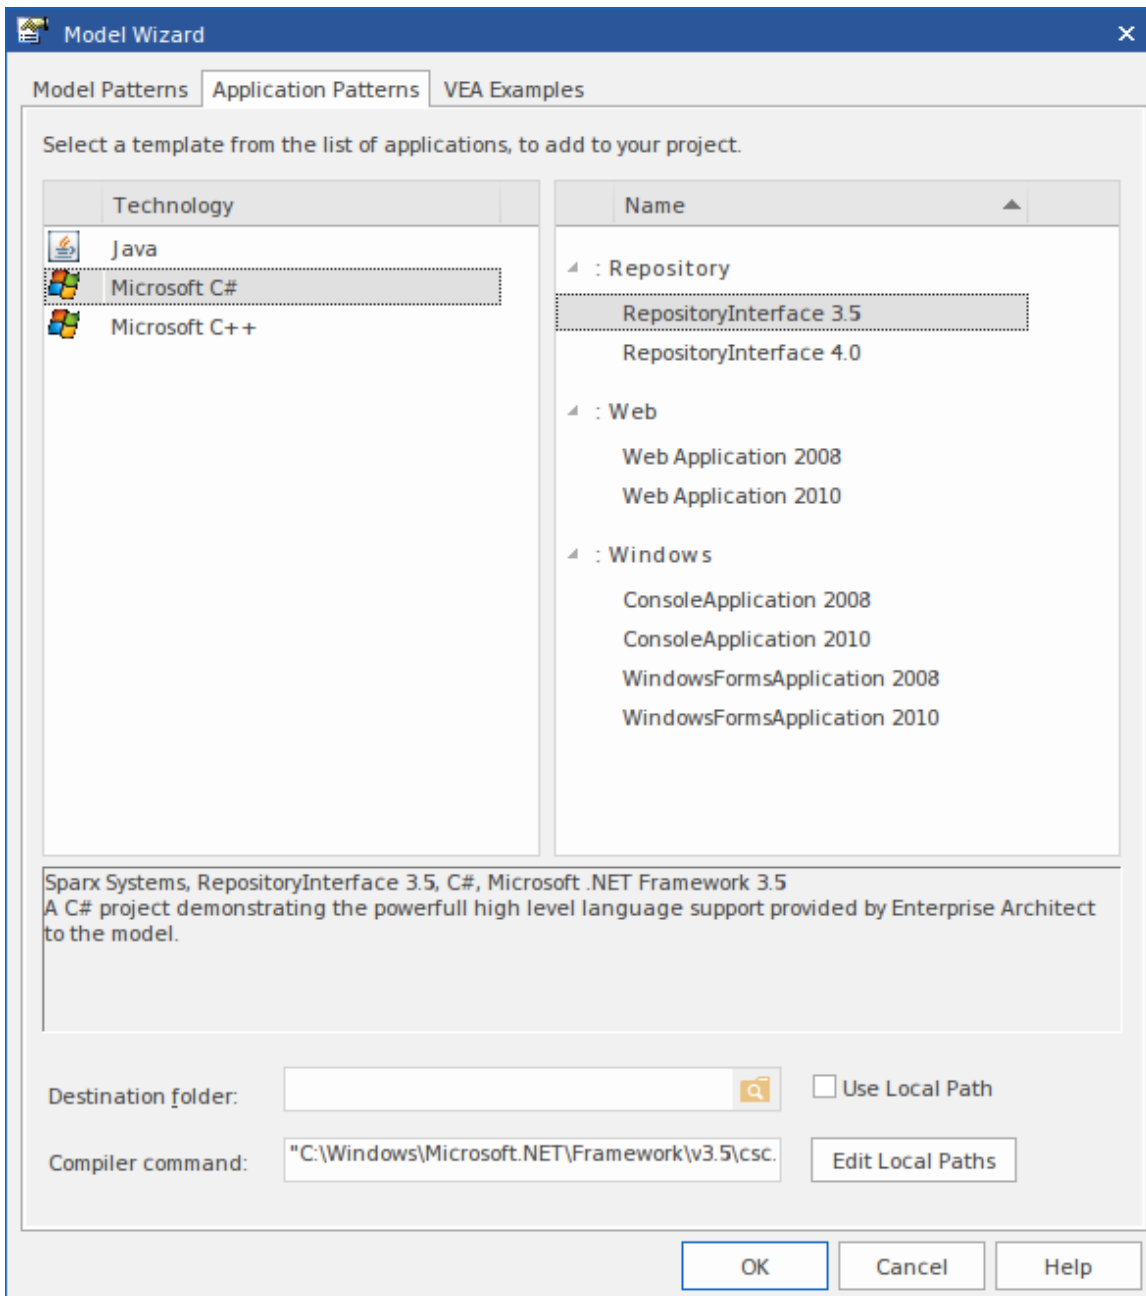 Model Wizard
Model Patterns
Application Patterns
VEA Examples
Select a template from the list of applications, to add to your project.
Technology
Java
Microsoft C#
Microsoft C++
Name
: Repository
RepositoryInterface 3.5
RepositoryInterface 4.0
: Web
Web Application 2008
Web Application 2010
: Windows
ConsoleApplication 2008
ConsoleApplication 2010
WindowsFormsApplication 2008
WindowsFormsApplication 2010
Sparx Systems, RepositoryInterface 3.5, C#, Microsoft .NET Framework 3.5
A C# project demonstrating the powerfull high level language support provided by Enterprise Architect
to the model.
Destination folder:
Use Local Path
Compiler command:
"C:\Windows\Microsoft.NET\Framework\v3.5\csc.
Edit Local Paths
OK
Cancel
Help